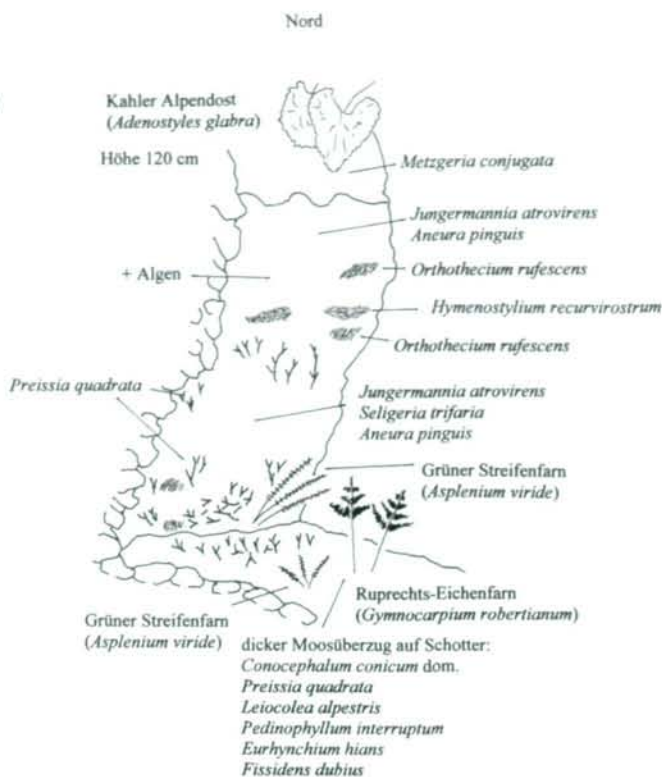 Nord
Kahler Alpendost
(Adenostyles glabra)
Höhe 120 cm
Metzgeria conjugata
Jungermannia atrovirens
Aneura pinguis
+ Algen
Orthothecium rufescens
Hymenostylium recurvirostrum
Orthothecium rufescens
Preissia quadrata
Jungermannia atrovirens
Seligeria trifaria
Aneura pinguis
Grüner Streifenfarn
(Asplenium viride)
Ruprechts-Eichenfarn
(Gymnocarpium robertianum)
Grüner Streifenfarn
(Asplenium viride)
dicker Moosüberzug auf Schotter:
Conocephalum conicum dom.
Preissia quadrata
Leiocolea alpestris
Pedinophyllum interruptum
Eurhynchium hians
Fissidens dubius